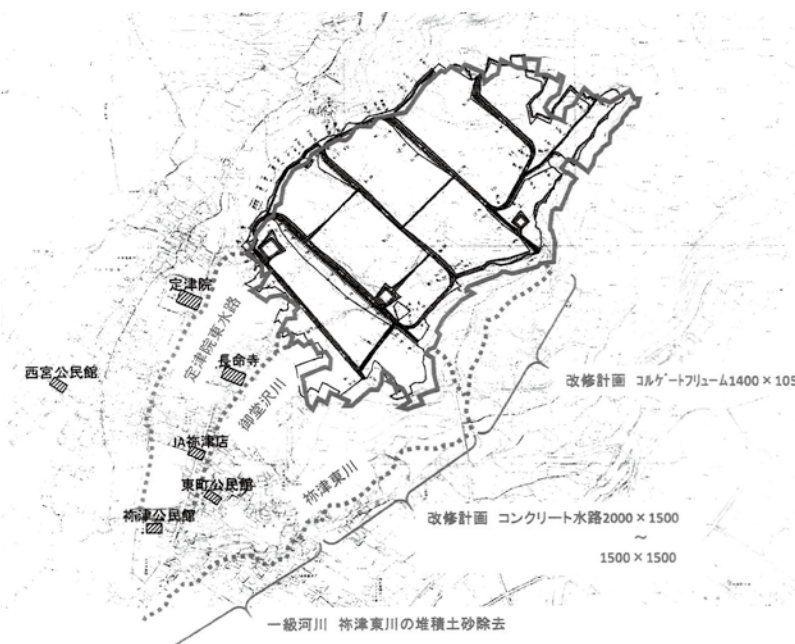 定津院
定津院東水路
長命寺
西宮公民館
御堂沢川
改修計画 コルゲートフリューム1400×105
JA祢津店
東町公民館
祢津東川
祢津公民館
改修計画 コンクリート水路2000×1500
~
1500×1500
一級河川 祢津東川の堆積土砂除去